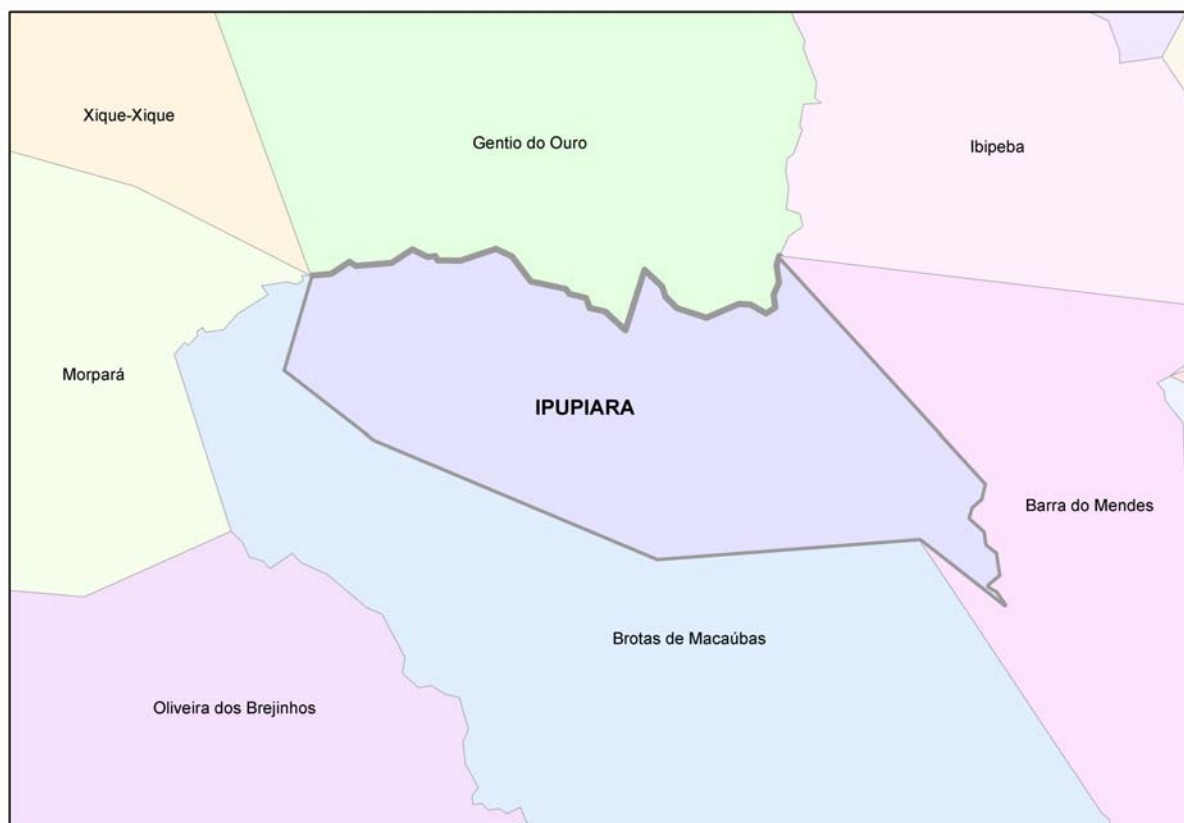 Xique-Xique
Gentio do Ouro
Ibipeba
Morpará
IPUPIARA
Barra do Mendes
Brotas de Macaúbas
Oliveira dos Brejinhos